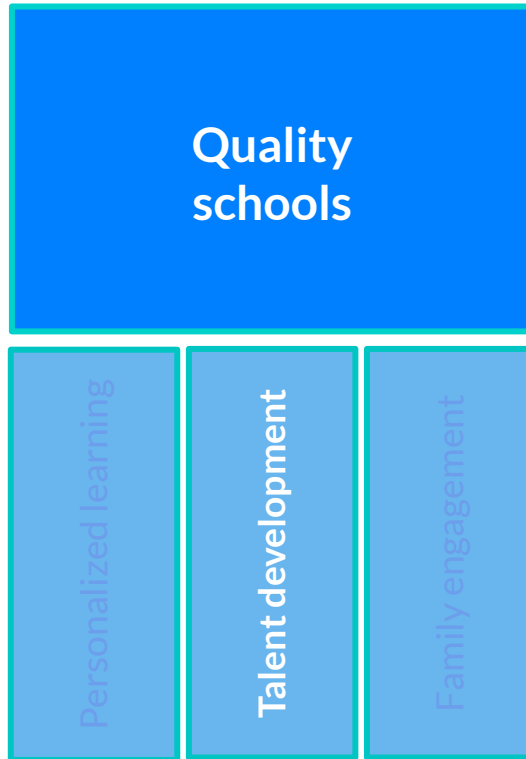 Quality
schools
Personalized learning
Talent development
Family engagement